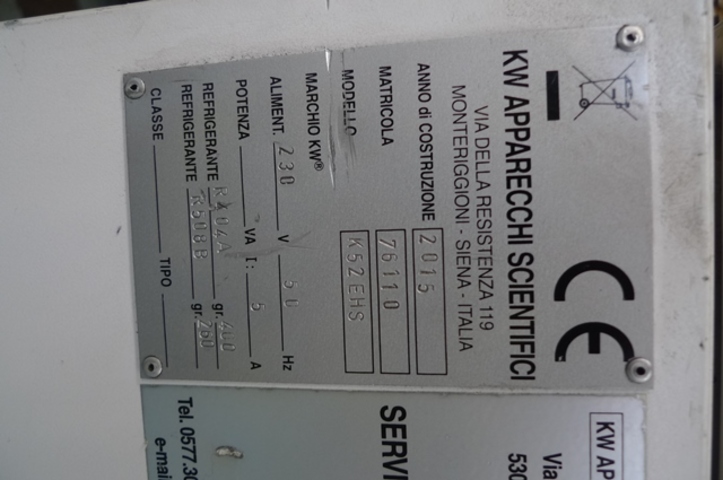 CE
KW APPARECCHI SCIENTIFICI
VIA DELLA RESISTENZA 119
MONTERIGGIONI - SIENA - ITALIA
ANNO di COSTRUZIONE 2015
MATRICOLA 76110
MODELLO K52EHS
MARCHIO KW®
ALIMENT. 230 V 50 Hz
POTENZA VA I: 5 A
REFRIGERANTE R404A gr. 400
REFRIGERANTE R508B gr. 260
CLASSE TIPO
KW AP
Via
530
SERVI
Tel. 0577.30
e-mai